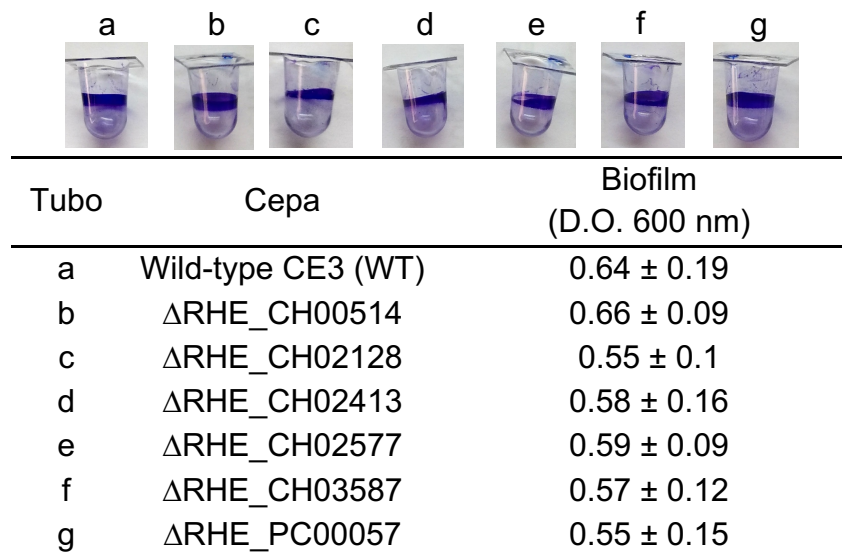 a b c d e f g
Tubo Cepa Biofilm (D.O. 600 nm)
a Wild-type CE3 (WT) 0.64 ± 0.19
b ΔRHE_CH00514 0.66 ± 0.09
c ΔRHE_CH02128 0.55 ± 0.1
d ΔRHE_CH02413 0.58 ± 0.16
e ΔRHE_CH02577 0.59 ± 0.09
f ΔRHE_CH03587 0.57 ± 0.12
g ΔRHE_PC00057 0.55 ± 0.15